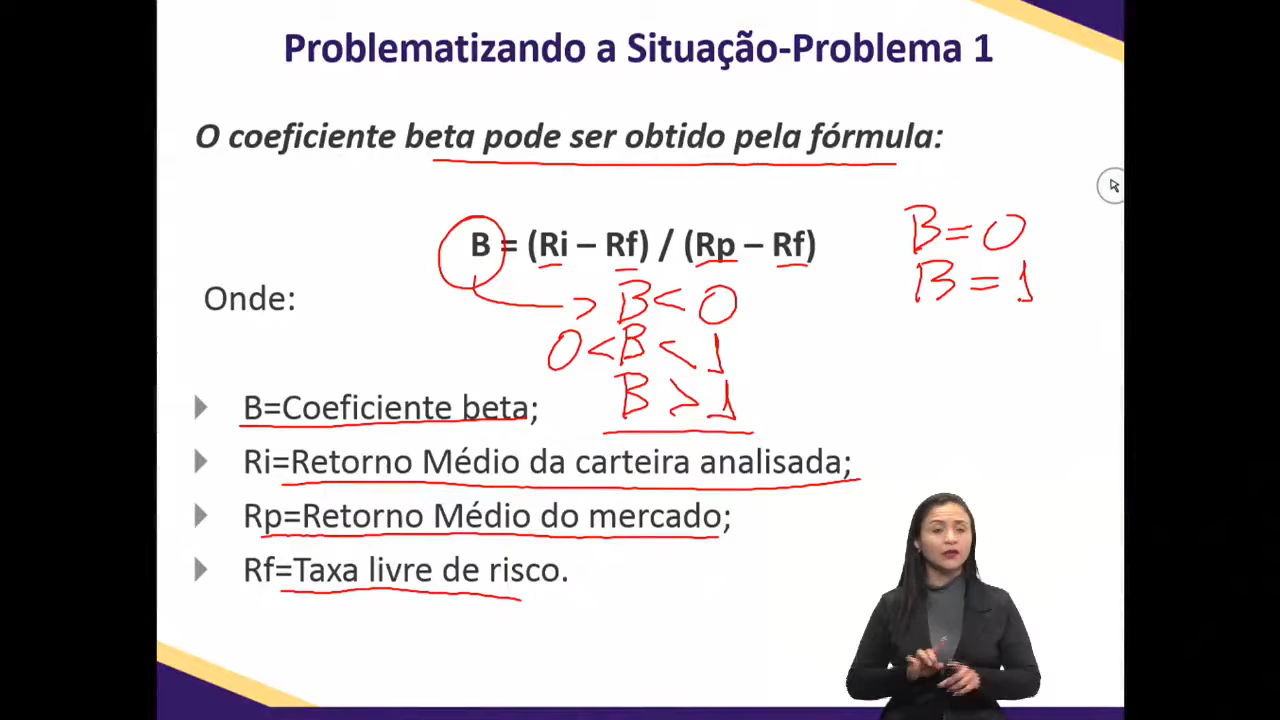 Problematizando a Situação-Problema 1
O coeficiente beta pode ser obtido pela fórmula:
B = (Ri – Rf) / (Rp – Rf)
B = 0
B = 1
Onde:
B < 0
0 < B < 1
B > 1
B=Coeficiente beta;
Ri=Retorno Médio da carteira analisada;
Rp=Retorno Médio do mercado;
Rf=Taxa livre de risco.